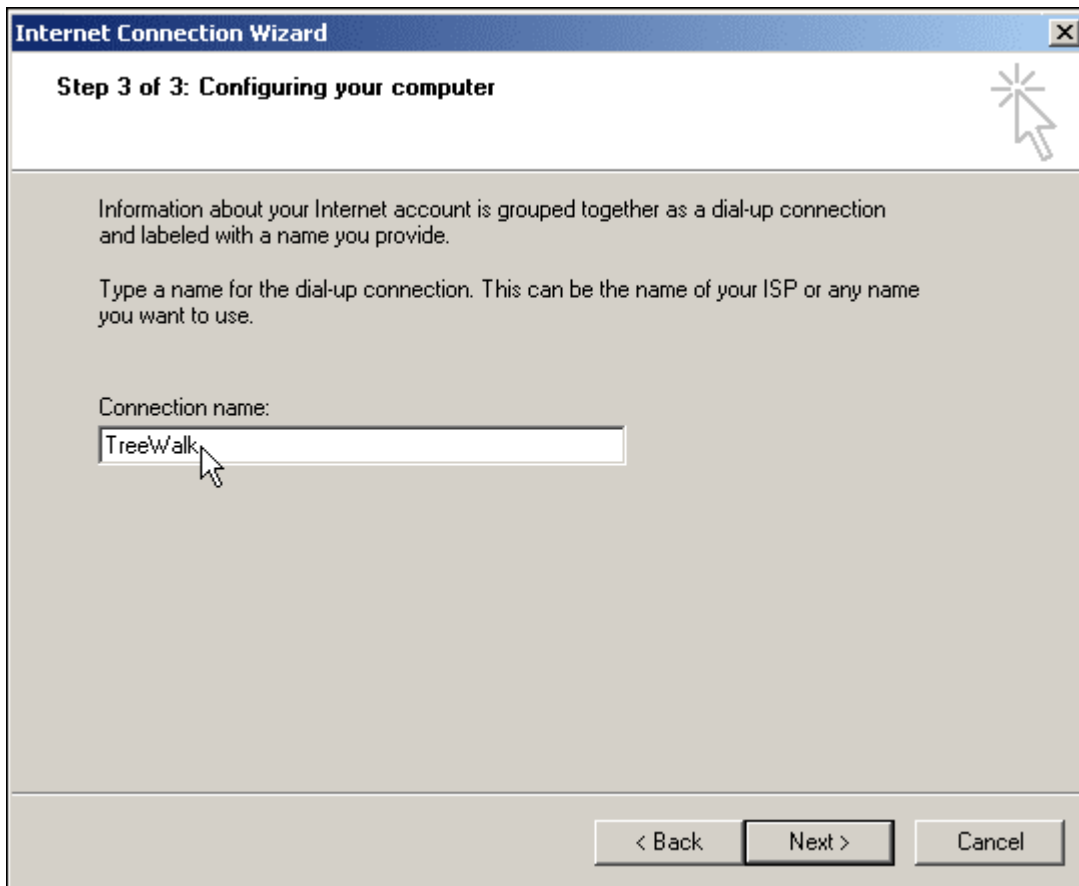 Internet Connection Wizard
Step 3 of 3: Configuring your computer
Information about your Internet account is grouped together as a dial-up connection
and labeled with a name you provide.
Type a name for the dial-up connection. This can be the name of your ISP or any name
you want to use.
Connection name:
TreeWalk
< Back Next > Cancel